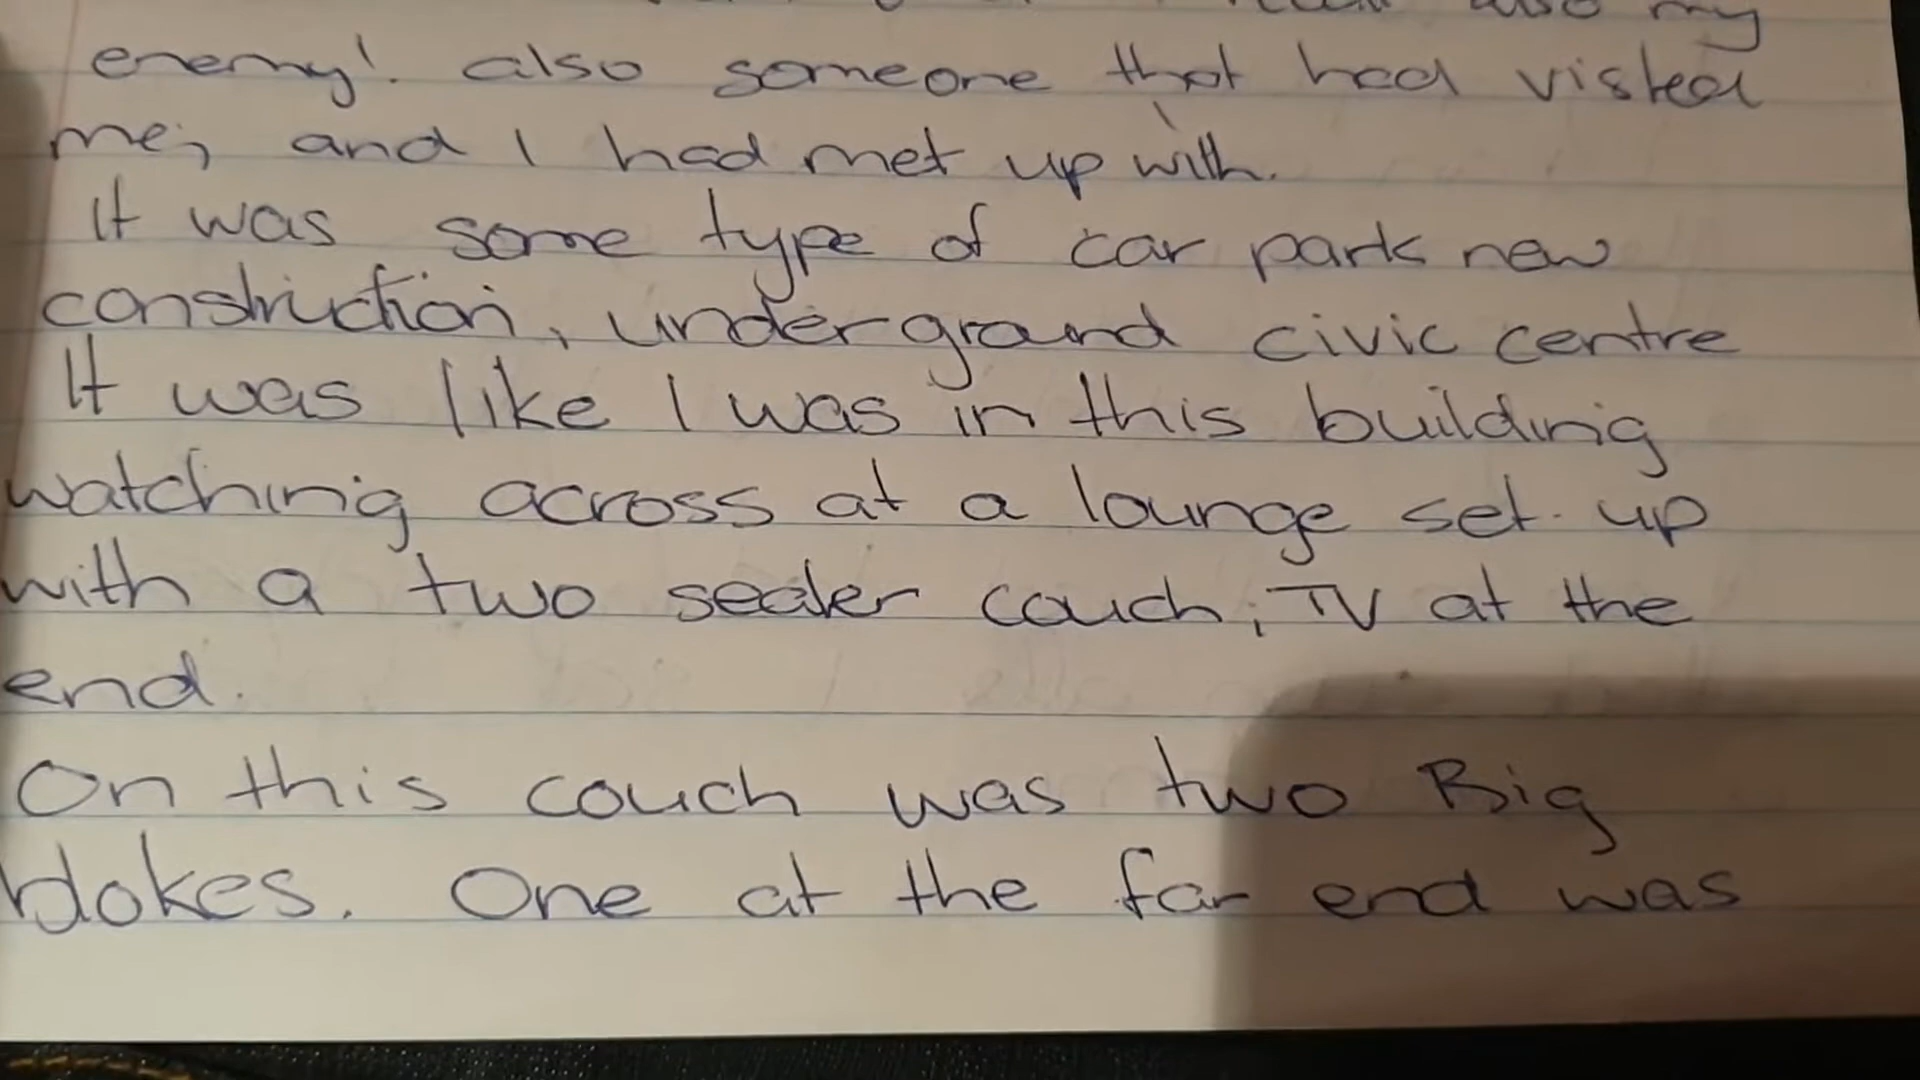 also my
enemy!. also someone that had visted
me, and I had met up with.
It was some type of car park new
construction, underground civic centre
It was like I was in this building
watching across at a lounge set up
with a two seater couch, TV at the
end.
On this couch was two Big
blokes. One at the far end was